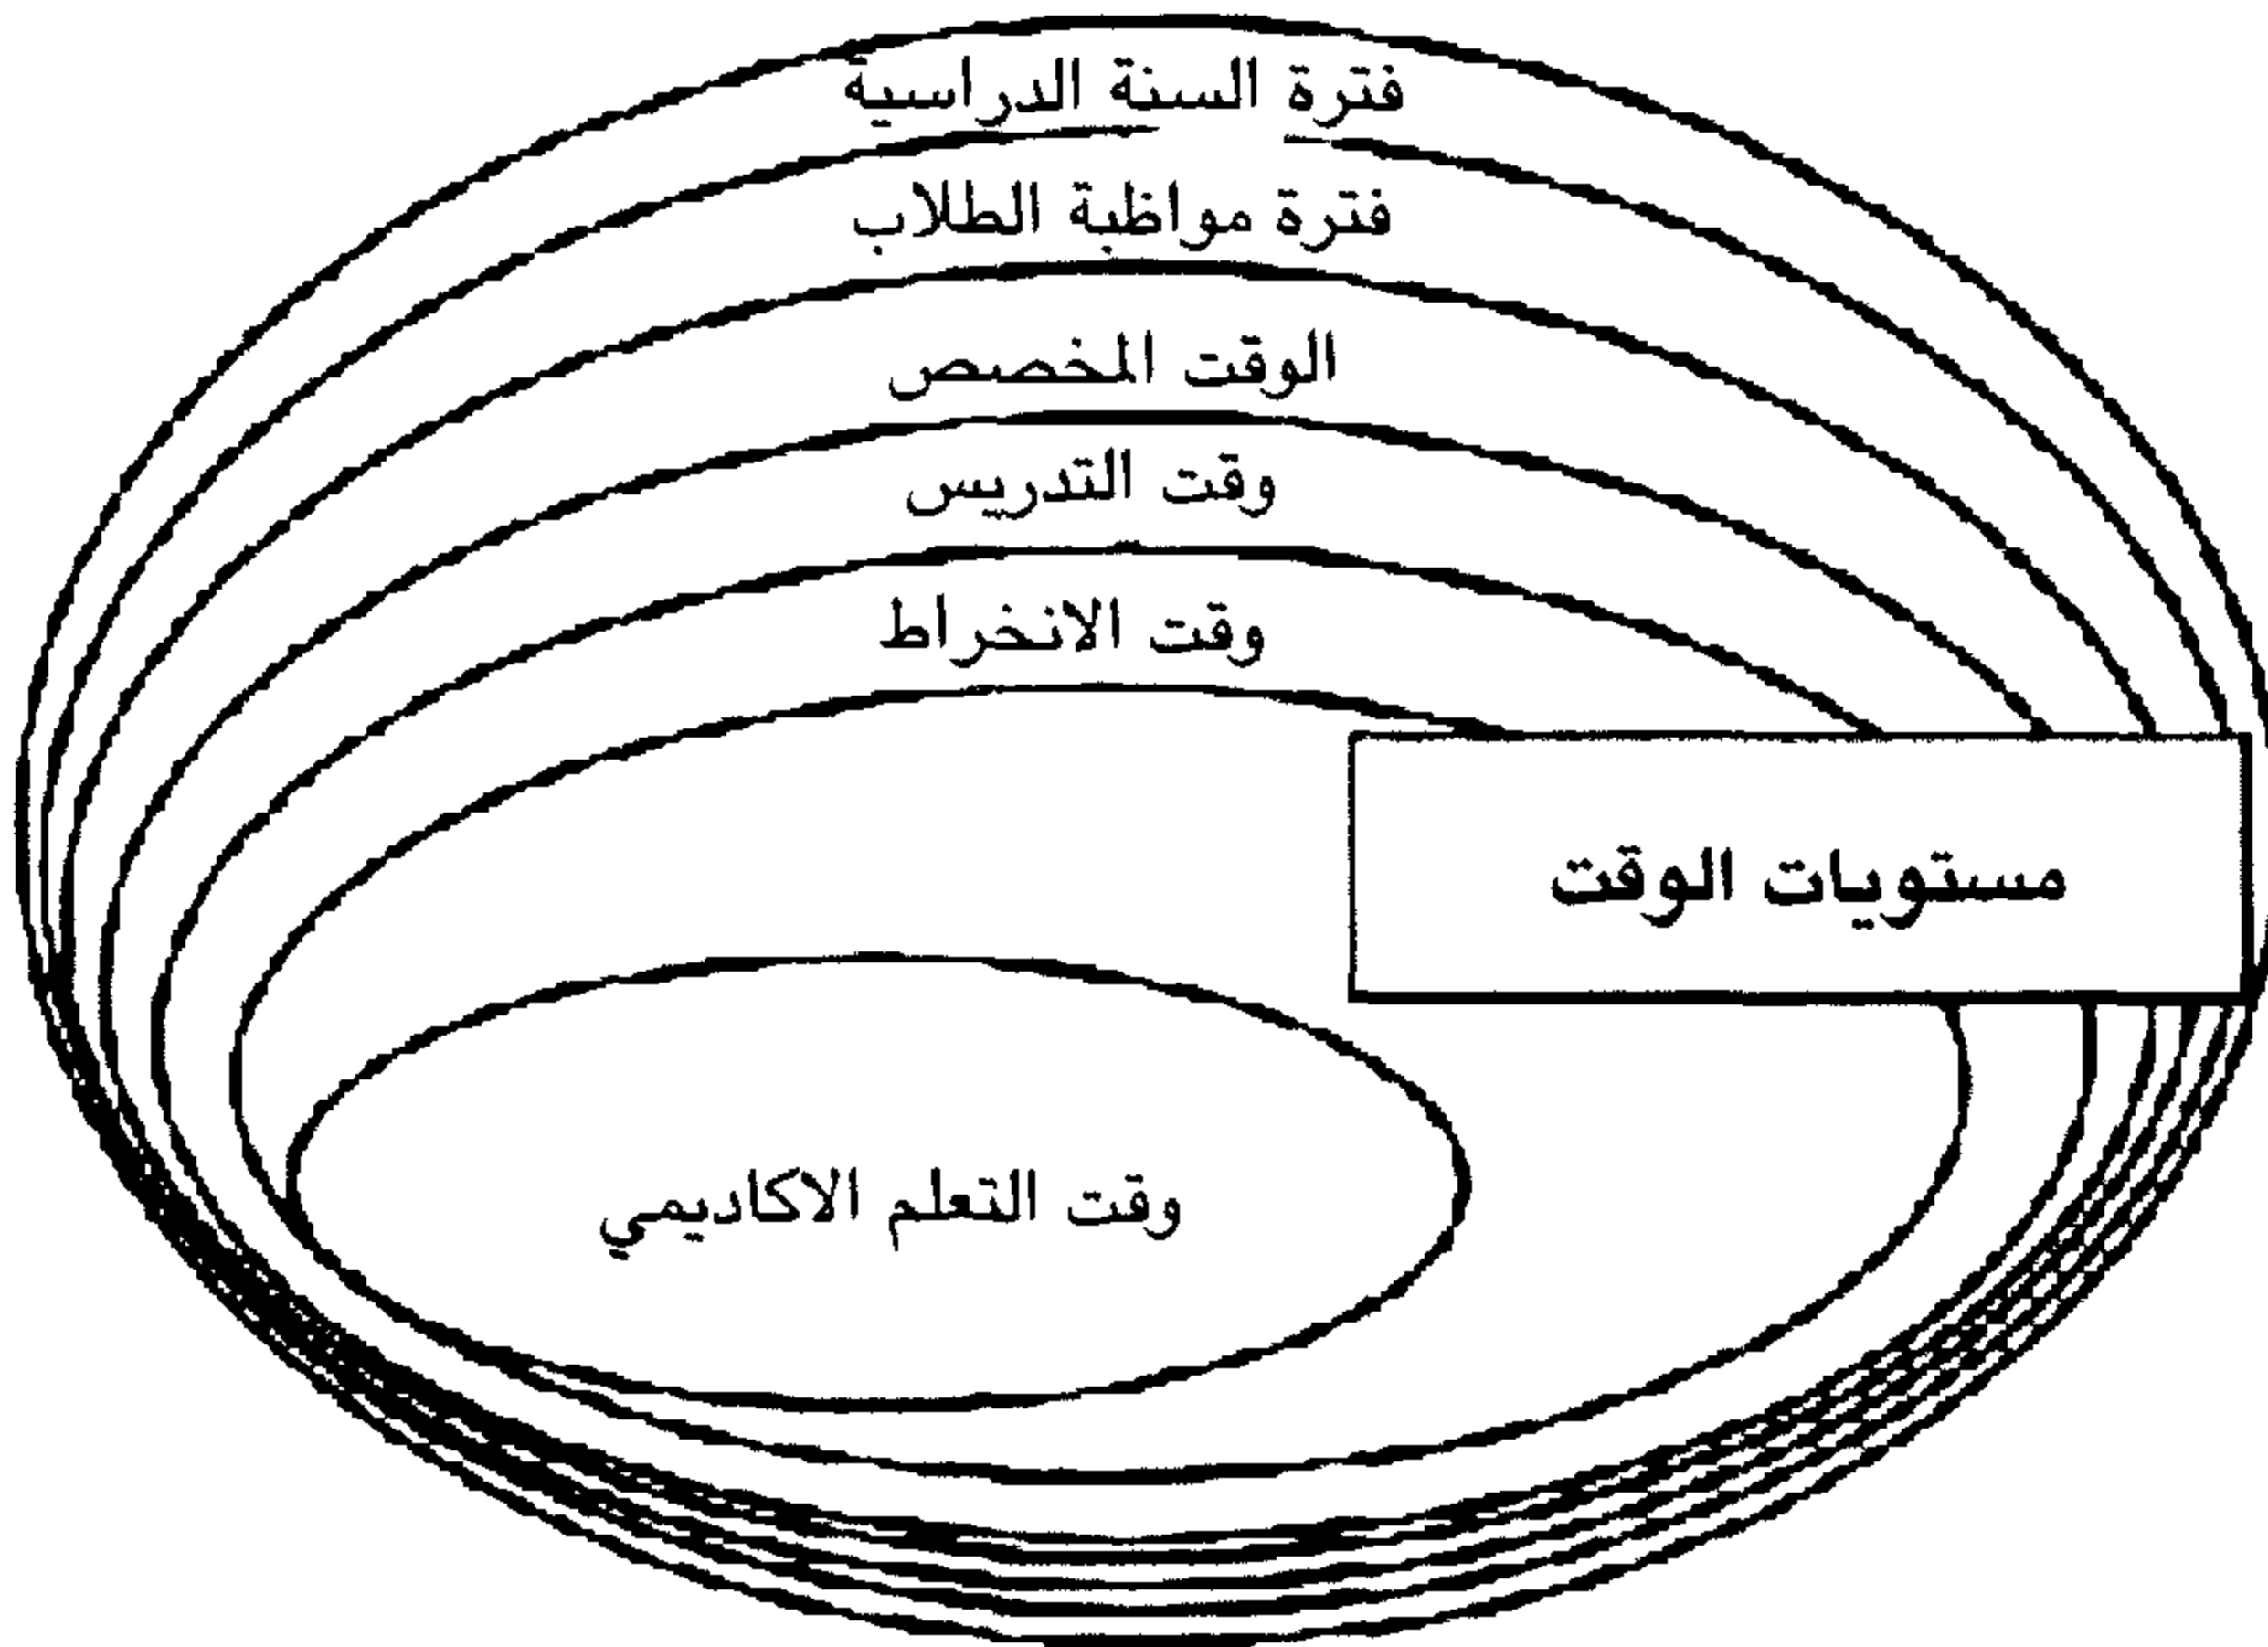 فترة السنة الدراسية
فترة مواظبة الطلاب
الوقت المخصص
وقت التدريس
وقت الانخراط
مستويات الوقت
وقت التعلم الاكاديمي